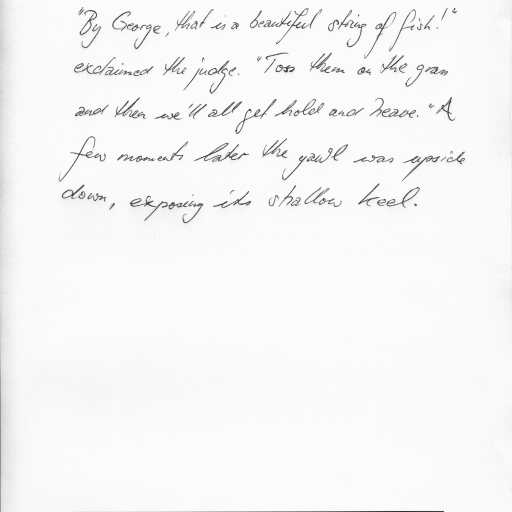 "By George, that is a beautiful string of fish!"
exclaimed the judge. "Toss them on the grass
and then we'll all get hold and heave." A
few moments later the yawl was upside
down, exposing its shallow keel.